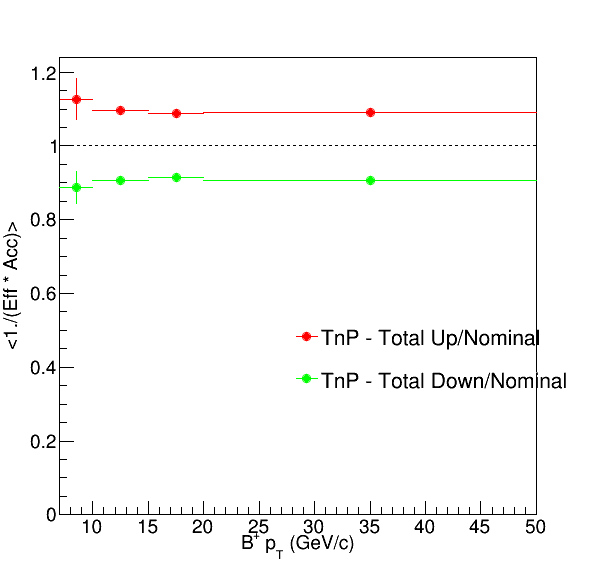 1.2
1
0.8
0.6
0.4
0.2
0
<1./(Eff * Acc)>
TnP - Total Up/Nominal
TnP - Total Down/Nominal
10 15 20 25 30 35 40 45 50
B+ pT (GeV/c)